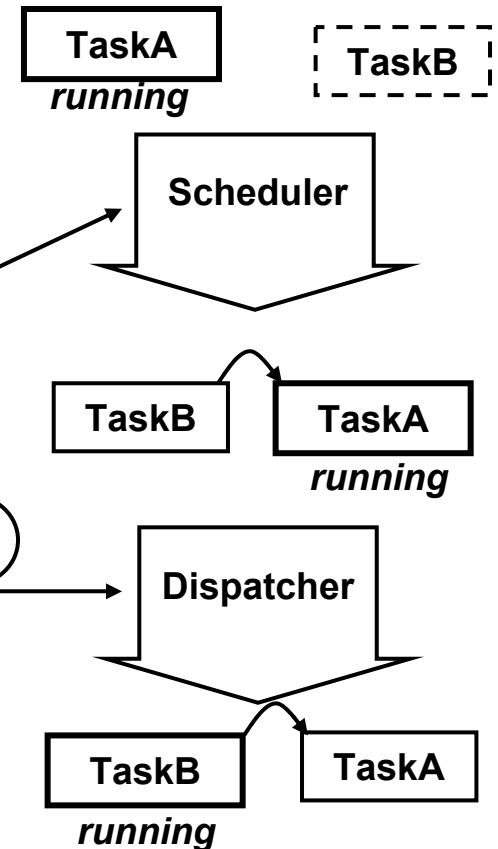 TaskA
TaskB
running
Scheduler
TaskB
TaskA
running
Dispatcher
TaskB
TaskA
running